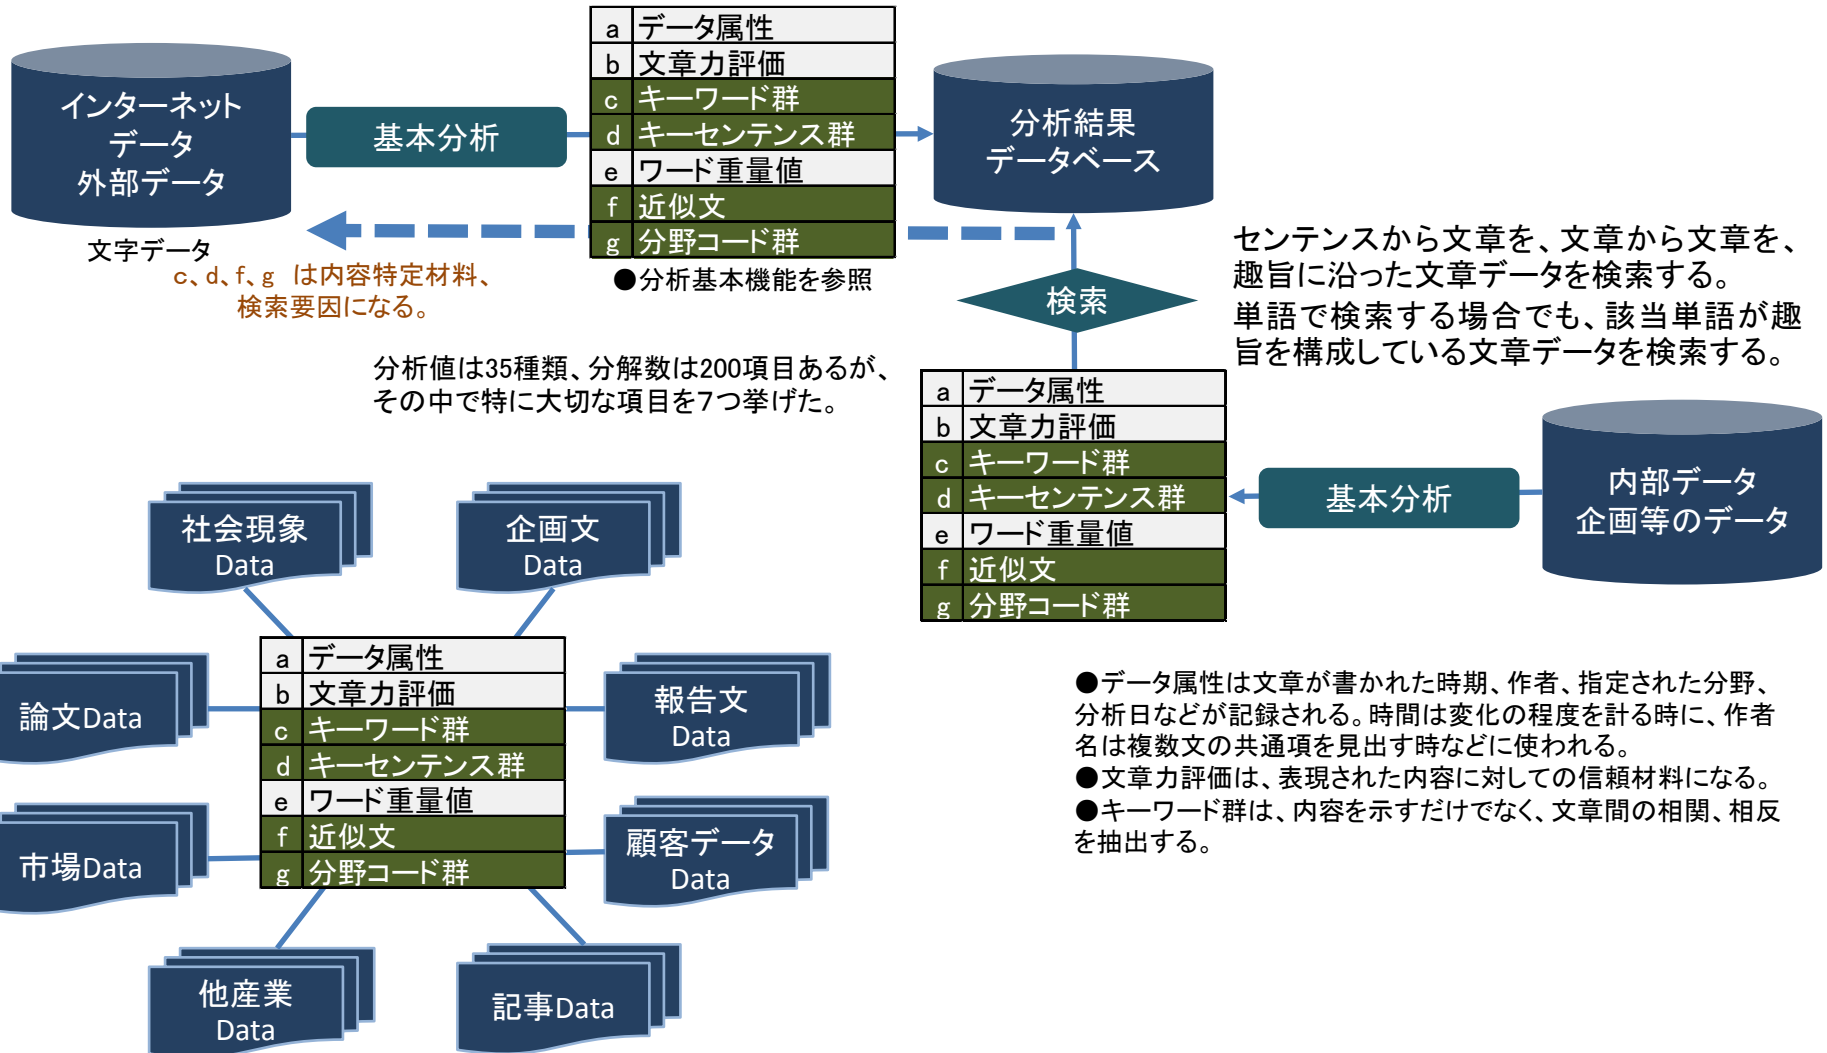 インターネット
データ
外部データ
文字データ
基本分析
a データ属性
b 文章力評価
c キーワード群
d キーセンテンス群
e ワード重量値
f 近似文
g 分野コード群
●分析基本機能を参照
分析結果
データベース
c、d、f、g は内容特定材料、
検索要因になる。
検索
センテンスから文章を、文章から文章を、
趣旨に沿った文章データを検索する。
単語で検索する場合でも、該当単語が趣
旨を構成している文章データを検索する。
分析値は35種類、分解数は200項目あるが、
その中で特に大切な項目を7つ挙げた。
a データ属性
b 文章力評価
c キーワード群
d キーセンテンス群
e ワード重量値
f 近似文
g 分野コード群
基本分析
内部データ
企画等のデータ
社会現象
Data
企画文
Data
論文Data
市場Data
a データ属性
b 文章力評価
c キーワード群
d キーセンテンス群
e ワード重量値
f 近似文
g 分野コード群
報告文
Data
顧客データ
Data
他産業
Data
記事Data
●データ属性は文章が書かれた時期、作者、指定された分野、
分析日などが記録される。時間は変化の程度を計る時に、作者
名は複数文の共通項を見出す時などに使われる。
●文章力評価は、表現された内容に対しての信頼材料になる。
●キーワード群は、内容を示すだけでなく、文章間の相関、相反
を抽出する。